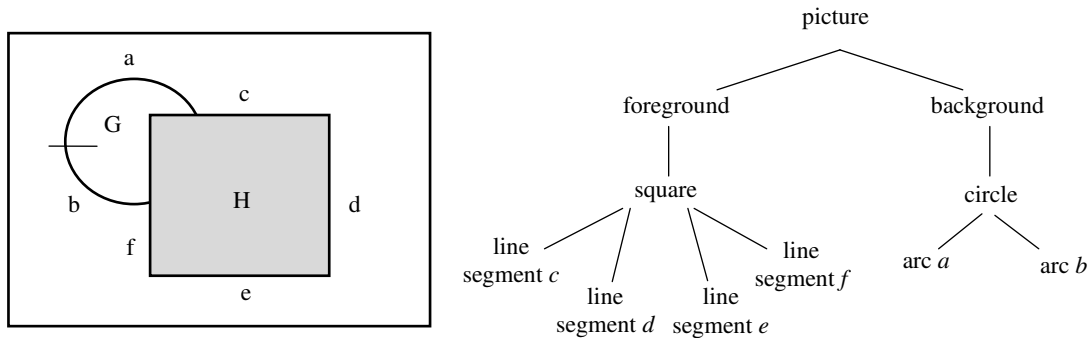 a
c
G
b
H
d
f
e
picture
foreground
background
square
circle
line
segment c
line
segment d
line
segment e
line
segment f
arc a
arc b